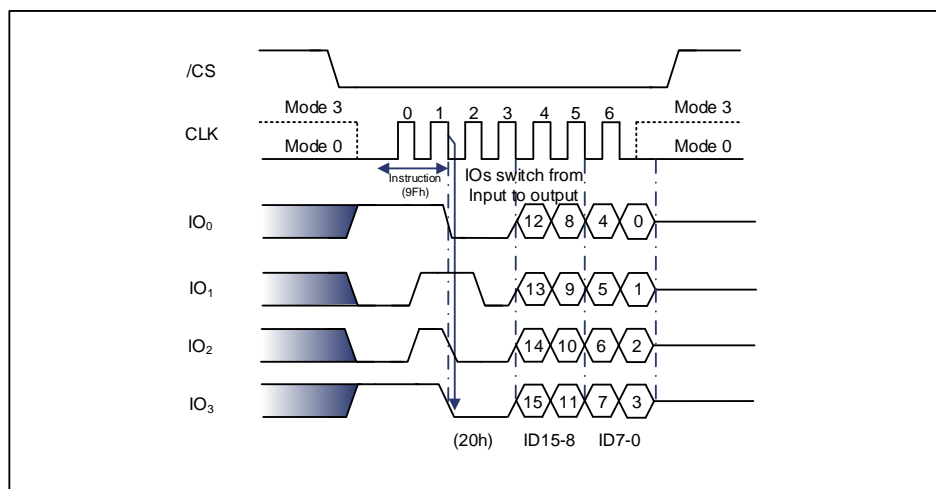 /CS
Mode 3
0 1 2 3 4 5 6
Mode 3
CLK
Mode 0
Mode 0
Instruction
(9Fh)
IOs switch from
Input to output
IO₀
12 8 4 0
IO₁
13 9 5 1
IO₂
14 10 6 2
IO₃
15 11 7 3
(20h) ID15-8 ID7-0